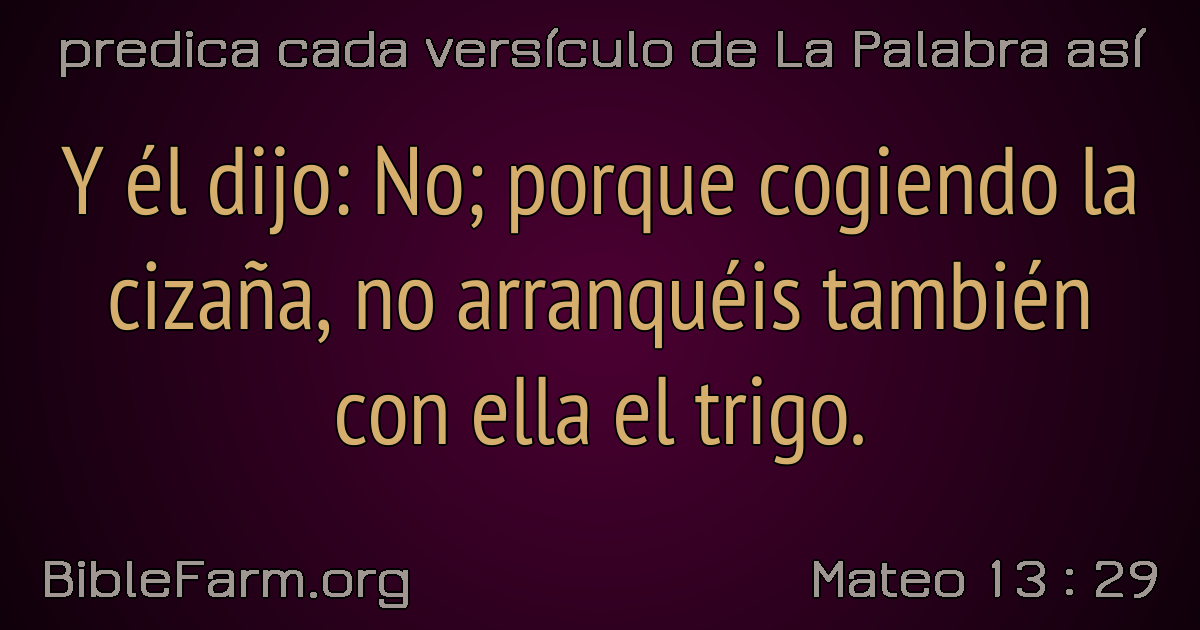 predica cada versículo de La Palabra así
Y él dijo: No; porque cogiendo la
cizaña, no arranquéis también
con ella el trigo.
BibleFarm.org
Mateo 13 : 29